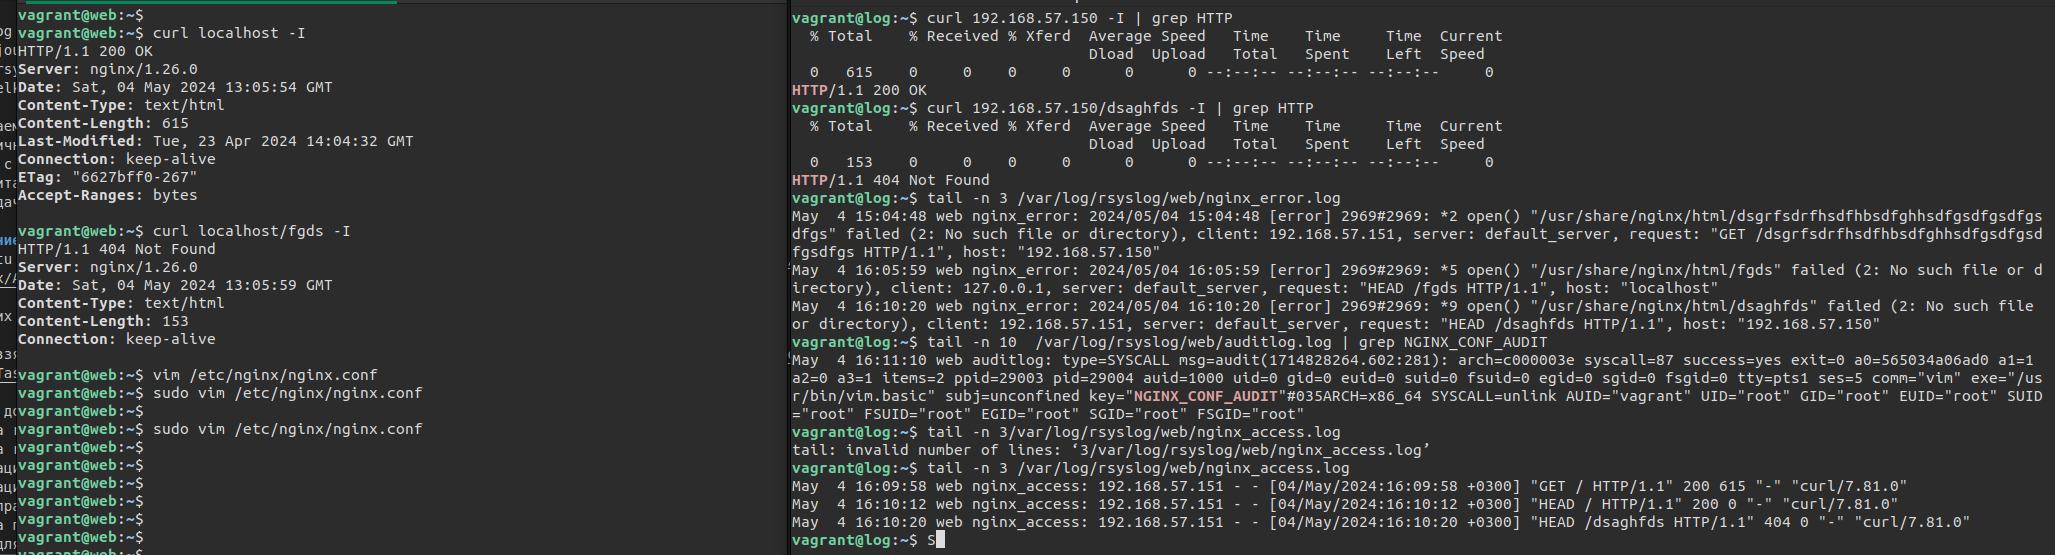 vagrant@web:~$
vagrant@web:~$ curl localhost -I
HTTP/1.1 200 OK
Server: nginx/1.26.0
Date: Sat, 04 May 2024 13:05:54 GMT
Content-Type: text/html
Content-Length: 615
Last-Modified: Tue, 23 Apr 2024 14:04:32 GMT
Connection: keep-alive
ETag: "6627bff0-267"
Accept-Ranges: bytes
vagrant@web:~$ curl localhost/fgds -I
HTTP/1.1 404 Not Found
Server: nginx/1.26.0
Date: Sat, 04 May 2024 13:05:59 GMT
Content-Type: text/html
Content-Length: 153
Connection: keep-alive
vagrant@web:~$ vim /etc/nginx/nginx.conf
vagrant@web:~$ sudo vim /etc/nginx/nginx.conf
vagrant@web:~$
vagrant@web:~$ sudo vim /etc/nginx/nginx.conf
vagrant@web:~$
vagrant@web:~$
vagrant@web:~$
vagrant@web:~$
vagrant@web:~$
vagrant@web:~$
vagrant@web:~$
vagrant@log:~$ curl 192.168.57.150 -I | grep HTTP
% Total % Received % Xferd Average Speed Time Time Time Current
Dload Upload Total Spent Left Speed
0 615 0 0 0 0 0 0 --:--:-- --:--:-- --:--:-- 0
HTTP/1.1 200 OK
vagrant@log:~$ curl 192.168.57.150/dsaghfds -I | grep HTTP
% Total % Received % Xferd Average Speed Time Time Time Current
Dload Upload Total Spent Left Speed
0 153 0 0 0 0 0 0 --:--:-- --:--:-- --:--:-- 0
HTTP/1.1 404 Not Found
vagrant@log:~$ tail -n 3 /var/log/rsyslog/web/nginx_error.log
May 4 15:04:48 web nginx_error: 2024/05/04 15:04:48 [error] 2969#2969: *2 open() "/usr/share/nginx/html/dsgrfsdrfhsdfhbsdfghhsdfgsdfgsdfgs
dfgs" failed (2: No such file or directory), client: 192.168.57.151, server: default_server, request: "GET /dsgrfsdrfhsdfhbsdfghhsdfgsdfgsd
fgsdfgs HTTP/1.1", host: "192.168.57.150"
May 4 16:05:59 web nginx_error: 2024/05/04 16:05:59 [error] 2969#2969: *5 open() "/usr/share/nginx/html/fgds" failed (2: No such file or d
irectory), client: 127.0.0.1, server: default_server, request: "HEAD /fgds HTTP/1.1", host: "localhost"
May 4 16:10:20 web nginx_error: 2024/05/04 16:10:20 [error] 2969#2969: *9 open() "/usr/share/nginx/html/dsaghfds" failed (2: No such file
or directory), client: 192.168.57.151, server: default_server, request: "HEAD /dsaghfds HTTP/1.1", host: "192.168.57.150"
vagrant@log:~$ tail -n 10 /var/log/rsyslog/web/auditlog.log | grep NGINX_CONF_AUDIT
May 4 16:11:10 web auditlog: type=SYSCALL msg=audit(1714828264.602:281): arch=c000003e syscall=87 success=yes exit=0 a0=565034a06ad0 a1=1
a2=0 a3=1 items=2 ppid=29003 pid=29004 auid=1000 uid=0 gid=0 euid=0 suid=0 fsuid=0 egid=0 sgid=0 fsgid=0 tty=pts1 ses=5 comm="vim" exe="/us
r/bin/vim.basic" subj=unconfined key="NGINX_CONF_AUDIT"#035ARCH=x86_64 SYSCALL=unlink AUID="vagrant" UID="root" GID="root" EUID="root" SUID
="root" FSUID="root" EGID="root" SGID="root" FSGID="root"
vagrant@log:~$ tail -n 3/var/log/rsyslog/web/nginx_access.log
tail: invalid number of lines: ‘3/var/log/rsyslog/web/nginx_access.log’
vagrant@log:~$ tail -n 3 /var/log/rsyslog/web/nginx_access.log
May 4 16:09:58 web nginx_access: 192.168.57.151 - - [04/May/2024:16:09:58 +0300] "GET / HTTP/1.1" 200 615 "-" "curl/7.81.0"
May 4 16:10:12 web nginx_access: 192.168.57.151 - - [04/May/2024:16:10:12 +0300] "HEAD / HTTP/1.1" 200 0 "-" "curl/7.81.0"
May 4 16:10:20 web nginx_access: 192.168.57.151 - - [04/May/2024:16:10:20 +0300] "HEAD /dsaghfds HTTP/1.1" 404 0 "-" "curl/7.81.0"
vagrant@log:~$ S